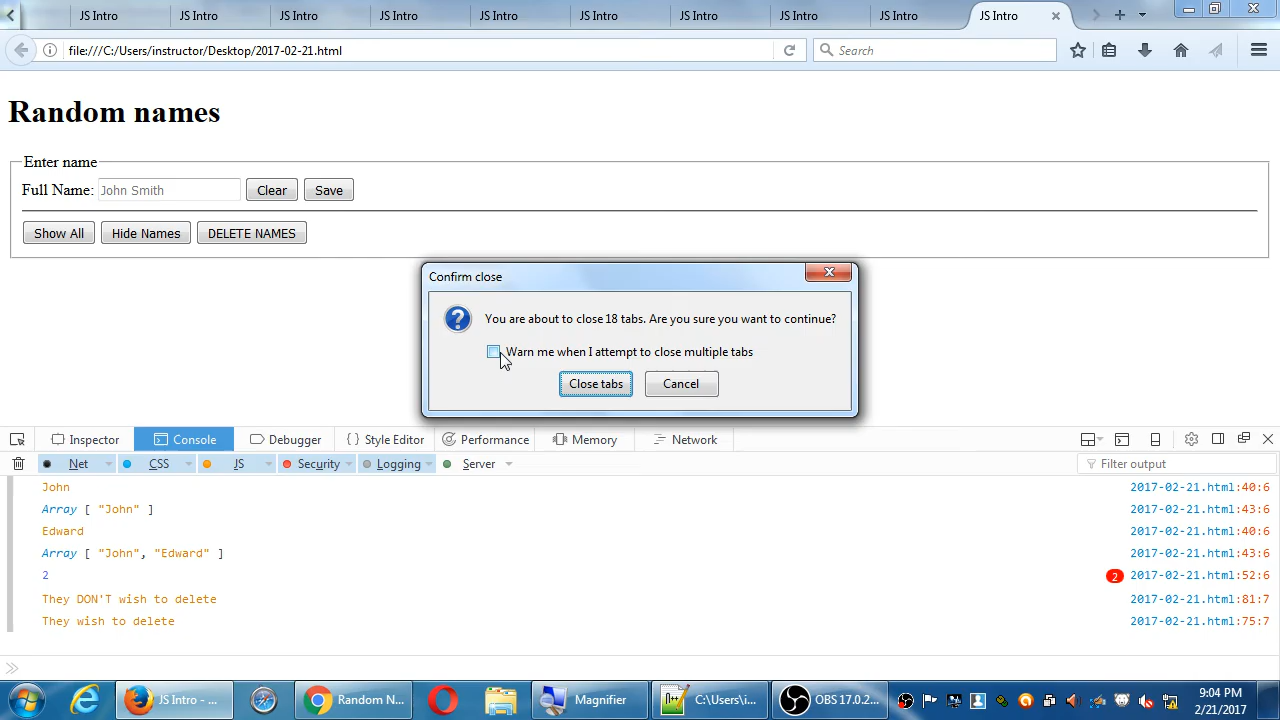 JS Intro JS Intro JS Intro JS Intro JS Intro JS Intro JS Intro JS Intro JS Intro JS Intro
file:///C:/Users/instructor/Desktop/2017-02-21.html Search
Random names
Enter name
Full Name: John Smith Clear Save
Show All Hide Names DELETE NAMES
Confirm close
You are about to close 18 tabs. Are you sure you want to continue?
Warn me when I attempt to close multiple tabs
Close tabs Cancel
Inspector Console Debugger { } Style Editor Performance Memory Network
Net CSS JS Security Logging Server Filter output
John 2017-02-21.html:40:6
Array [ "John" ] 2017-02-21.html:43:6
Edward 2017-02-21.html:40:6
Array [ "John", "Edward" ] 2017-02-21.html:43:6
2 2 2017-02-21.html:52:6
They DON'T wish to delete 2017-02-21.html:81:7
They wish to delete 2017-02-21.html:75:7
JS Intro - ... Random N... Magnifier C:\Users\i... OBS 17.0.2... 9:04 PM
2/21/2017